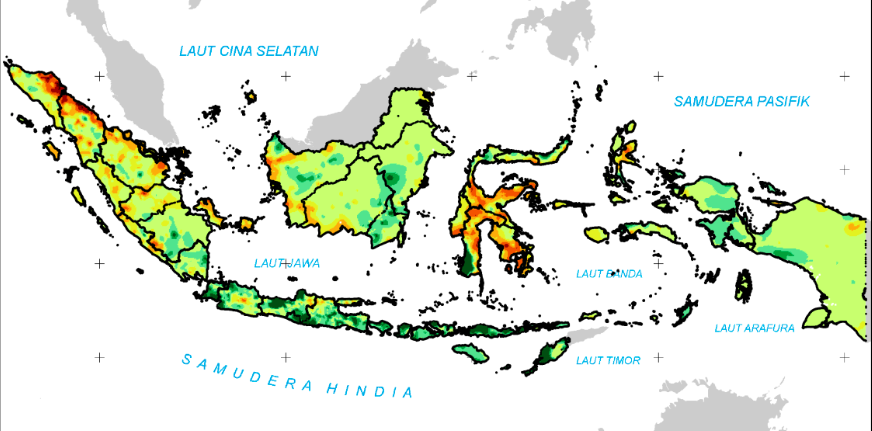 LAUT CINA SELATAN
SAMUDERA PASIFIK
LAUT JAWA
LAUT BANDA
LAUT ARAFURA
LAUT TIMOR
SAMUDERA HINDIA